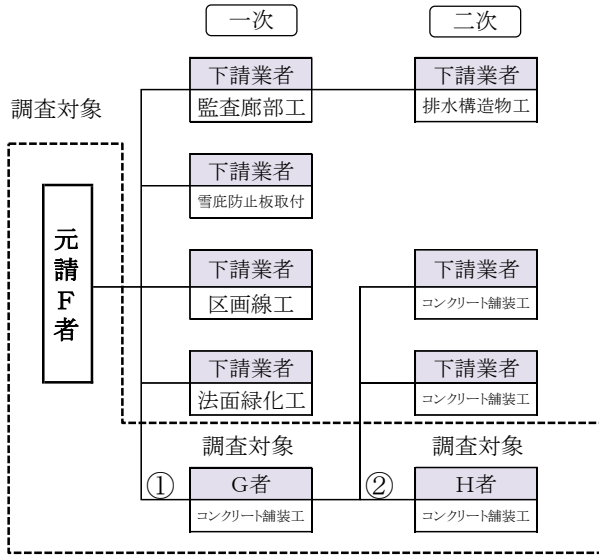 一次
二次
調査対象
下請業者
監査廊部工
下請業者
排水構造物工
下請業者
雪庇防止板取付
元請F者
下請業者
区画線工
下請業者
コンクリート舗装工
下請業者
法面緑化工
下請業者
コンクリート舗装工
調査対象
調査対象
①
G者
コンクリート舗装工
②
H者
コンクリート舗装工